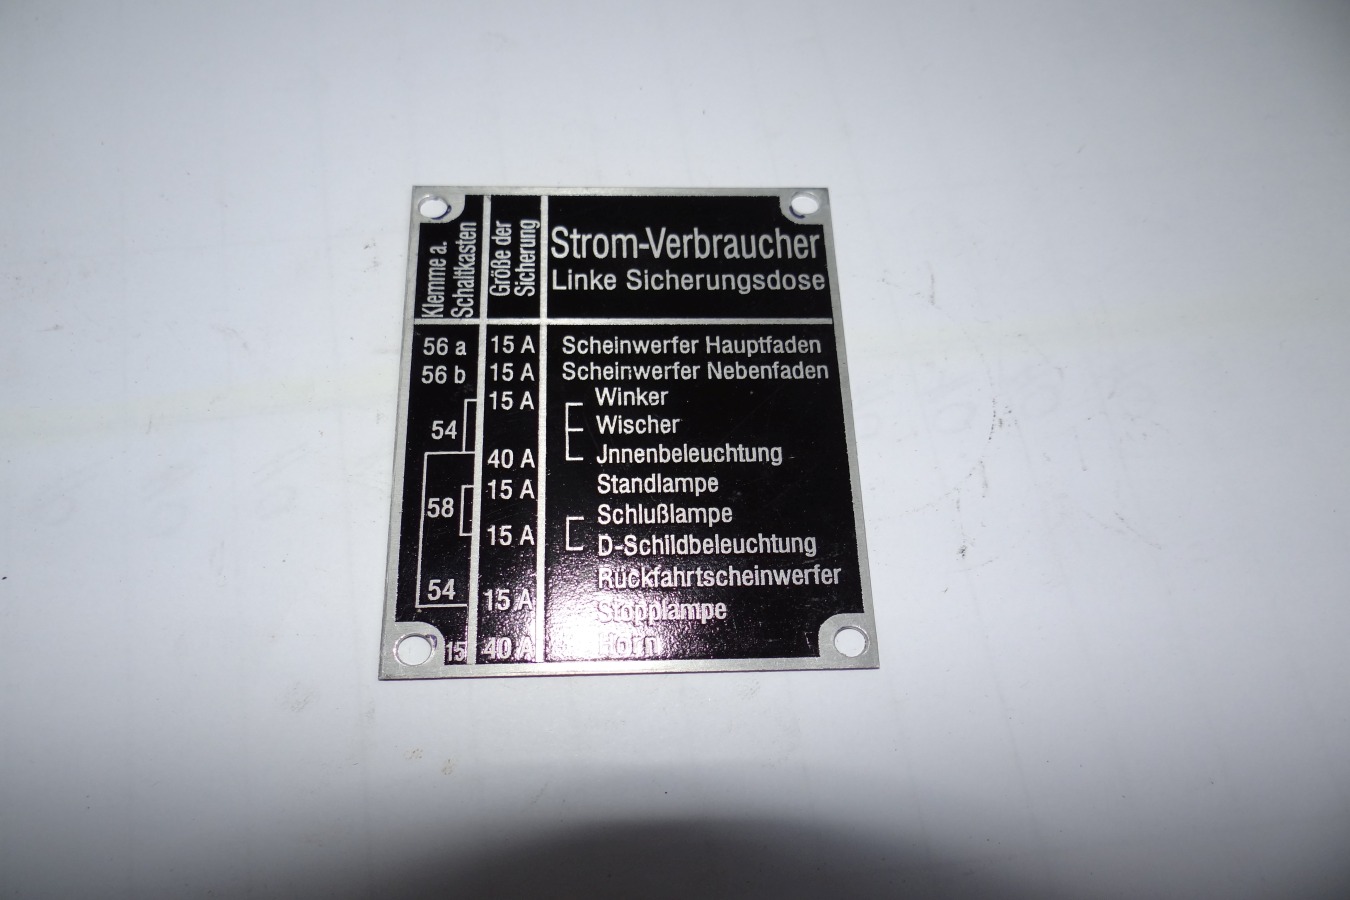 Klemme a.
Schaltkasten
Größe der
Sicherung
Strom-Verbraucher
Linke Sicherungsdose
56 a 15 A Scheinwerfer Hauptfaden
56 b 15 A Scheinwerfer Nebenfaden
15 A Winker
54 Wischer
40 A Jnnenbeleuchtung
15 A Standlampe
58 Schlußlampe
15 A D-Schildbeleuchtung
54 Rückfahrtscheinwerfer
15 A Stopplampe
15 40 A Horn